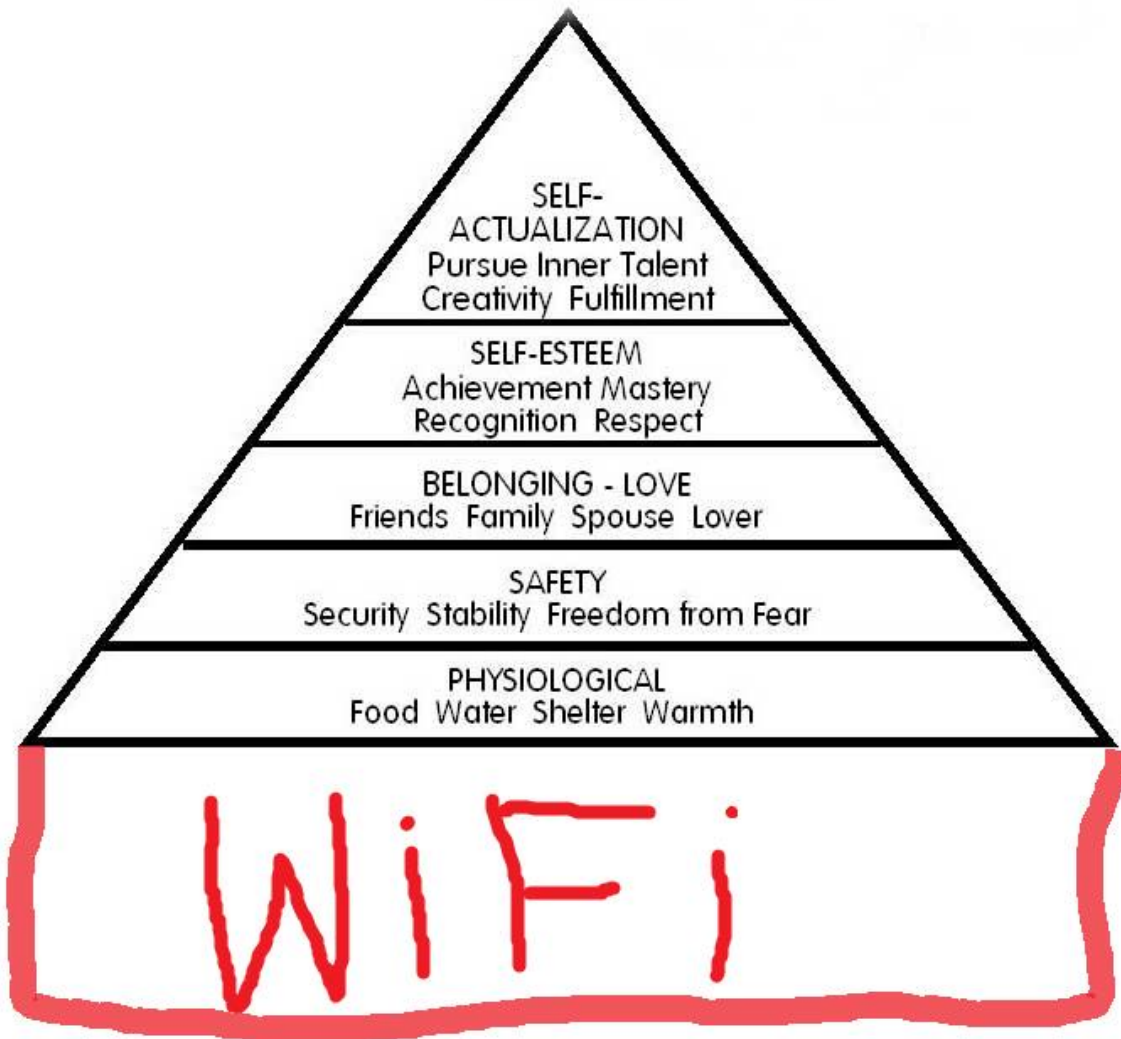 SELF-
ACTUALIZATION
Pursue Inner Talent
Creativity Fulfillment
SELF-ESTEEM
Achievement Mastery
Recognition Respect
BELONGING - LOVE
Friends Family Spouse Lover
SAFETY
Security Stability Freedom from Fear
PHYSIOLOGICAL
Food Water Shelter Warmth
WiFi